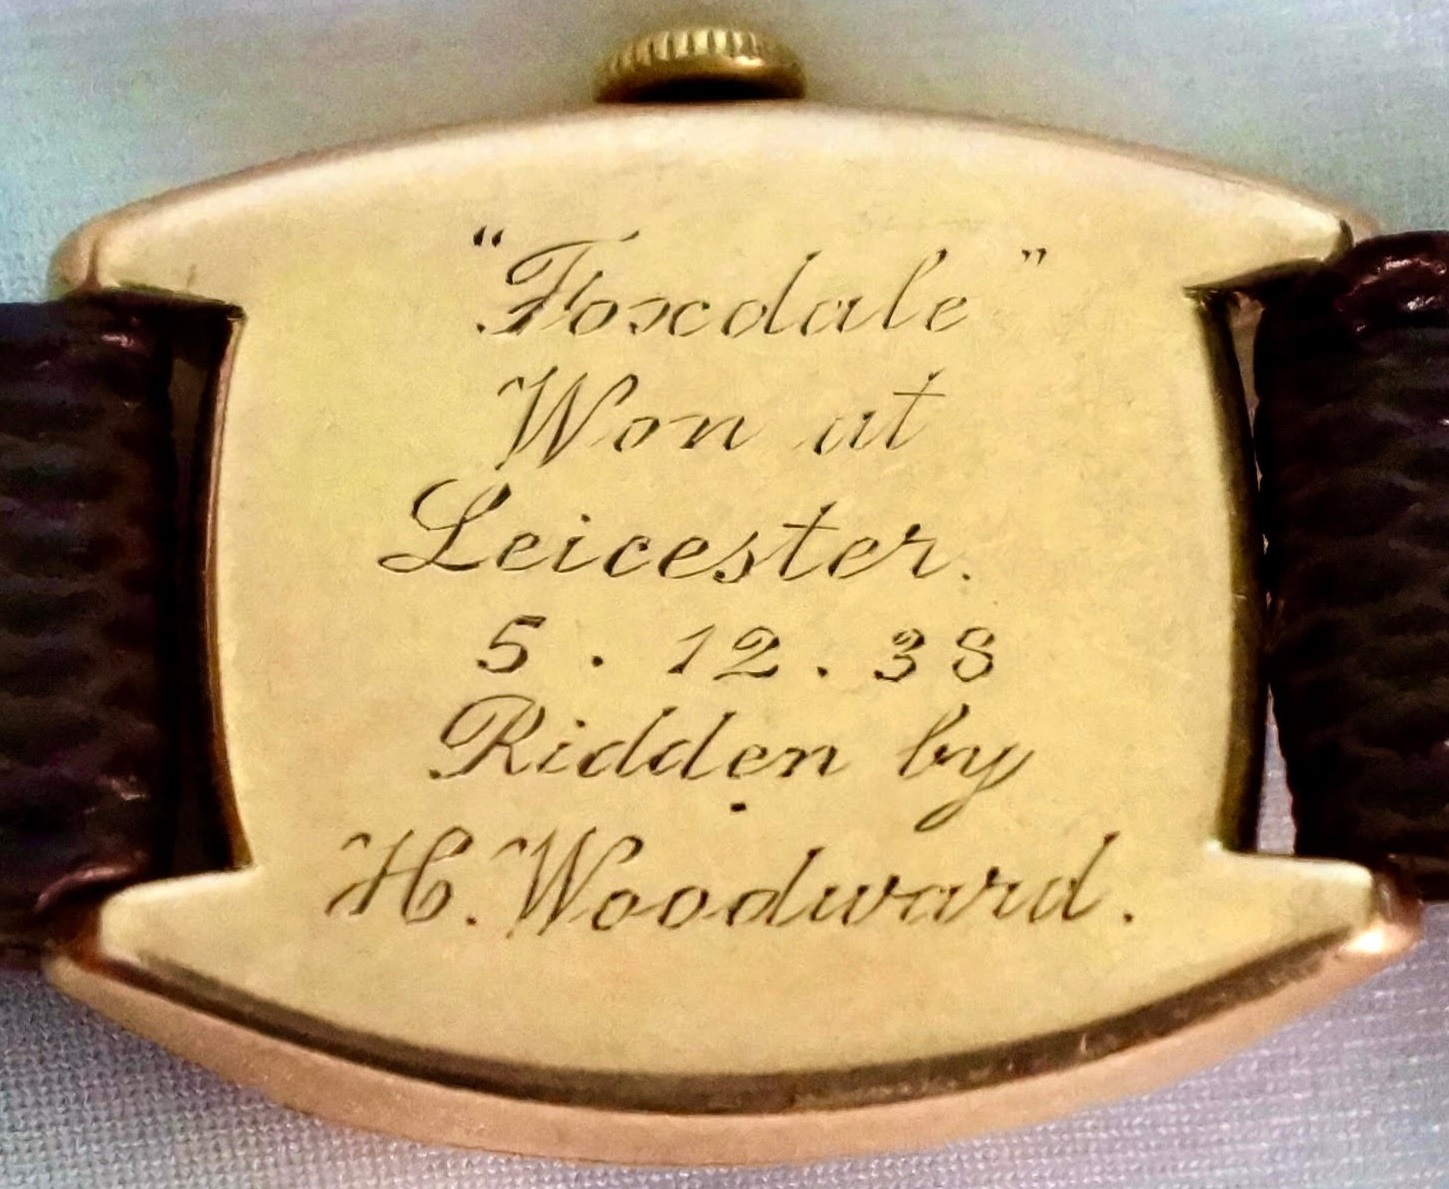 "Foxdale"
Won at
Leicester.
5 . 12 . 38
Ridden by
H. Woodward.